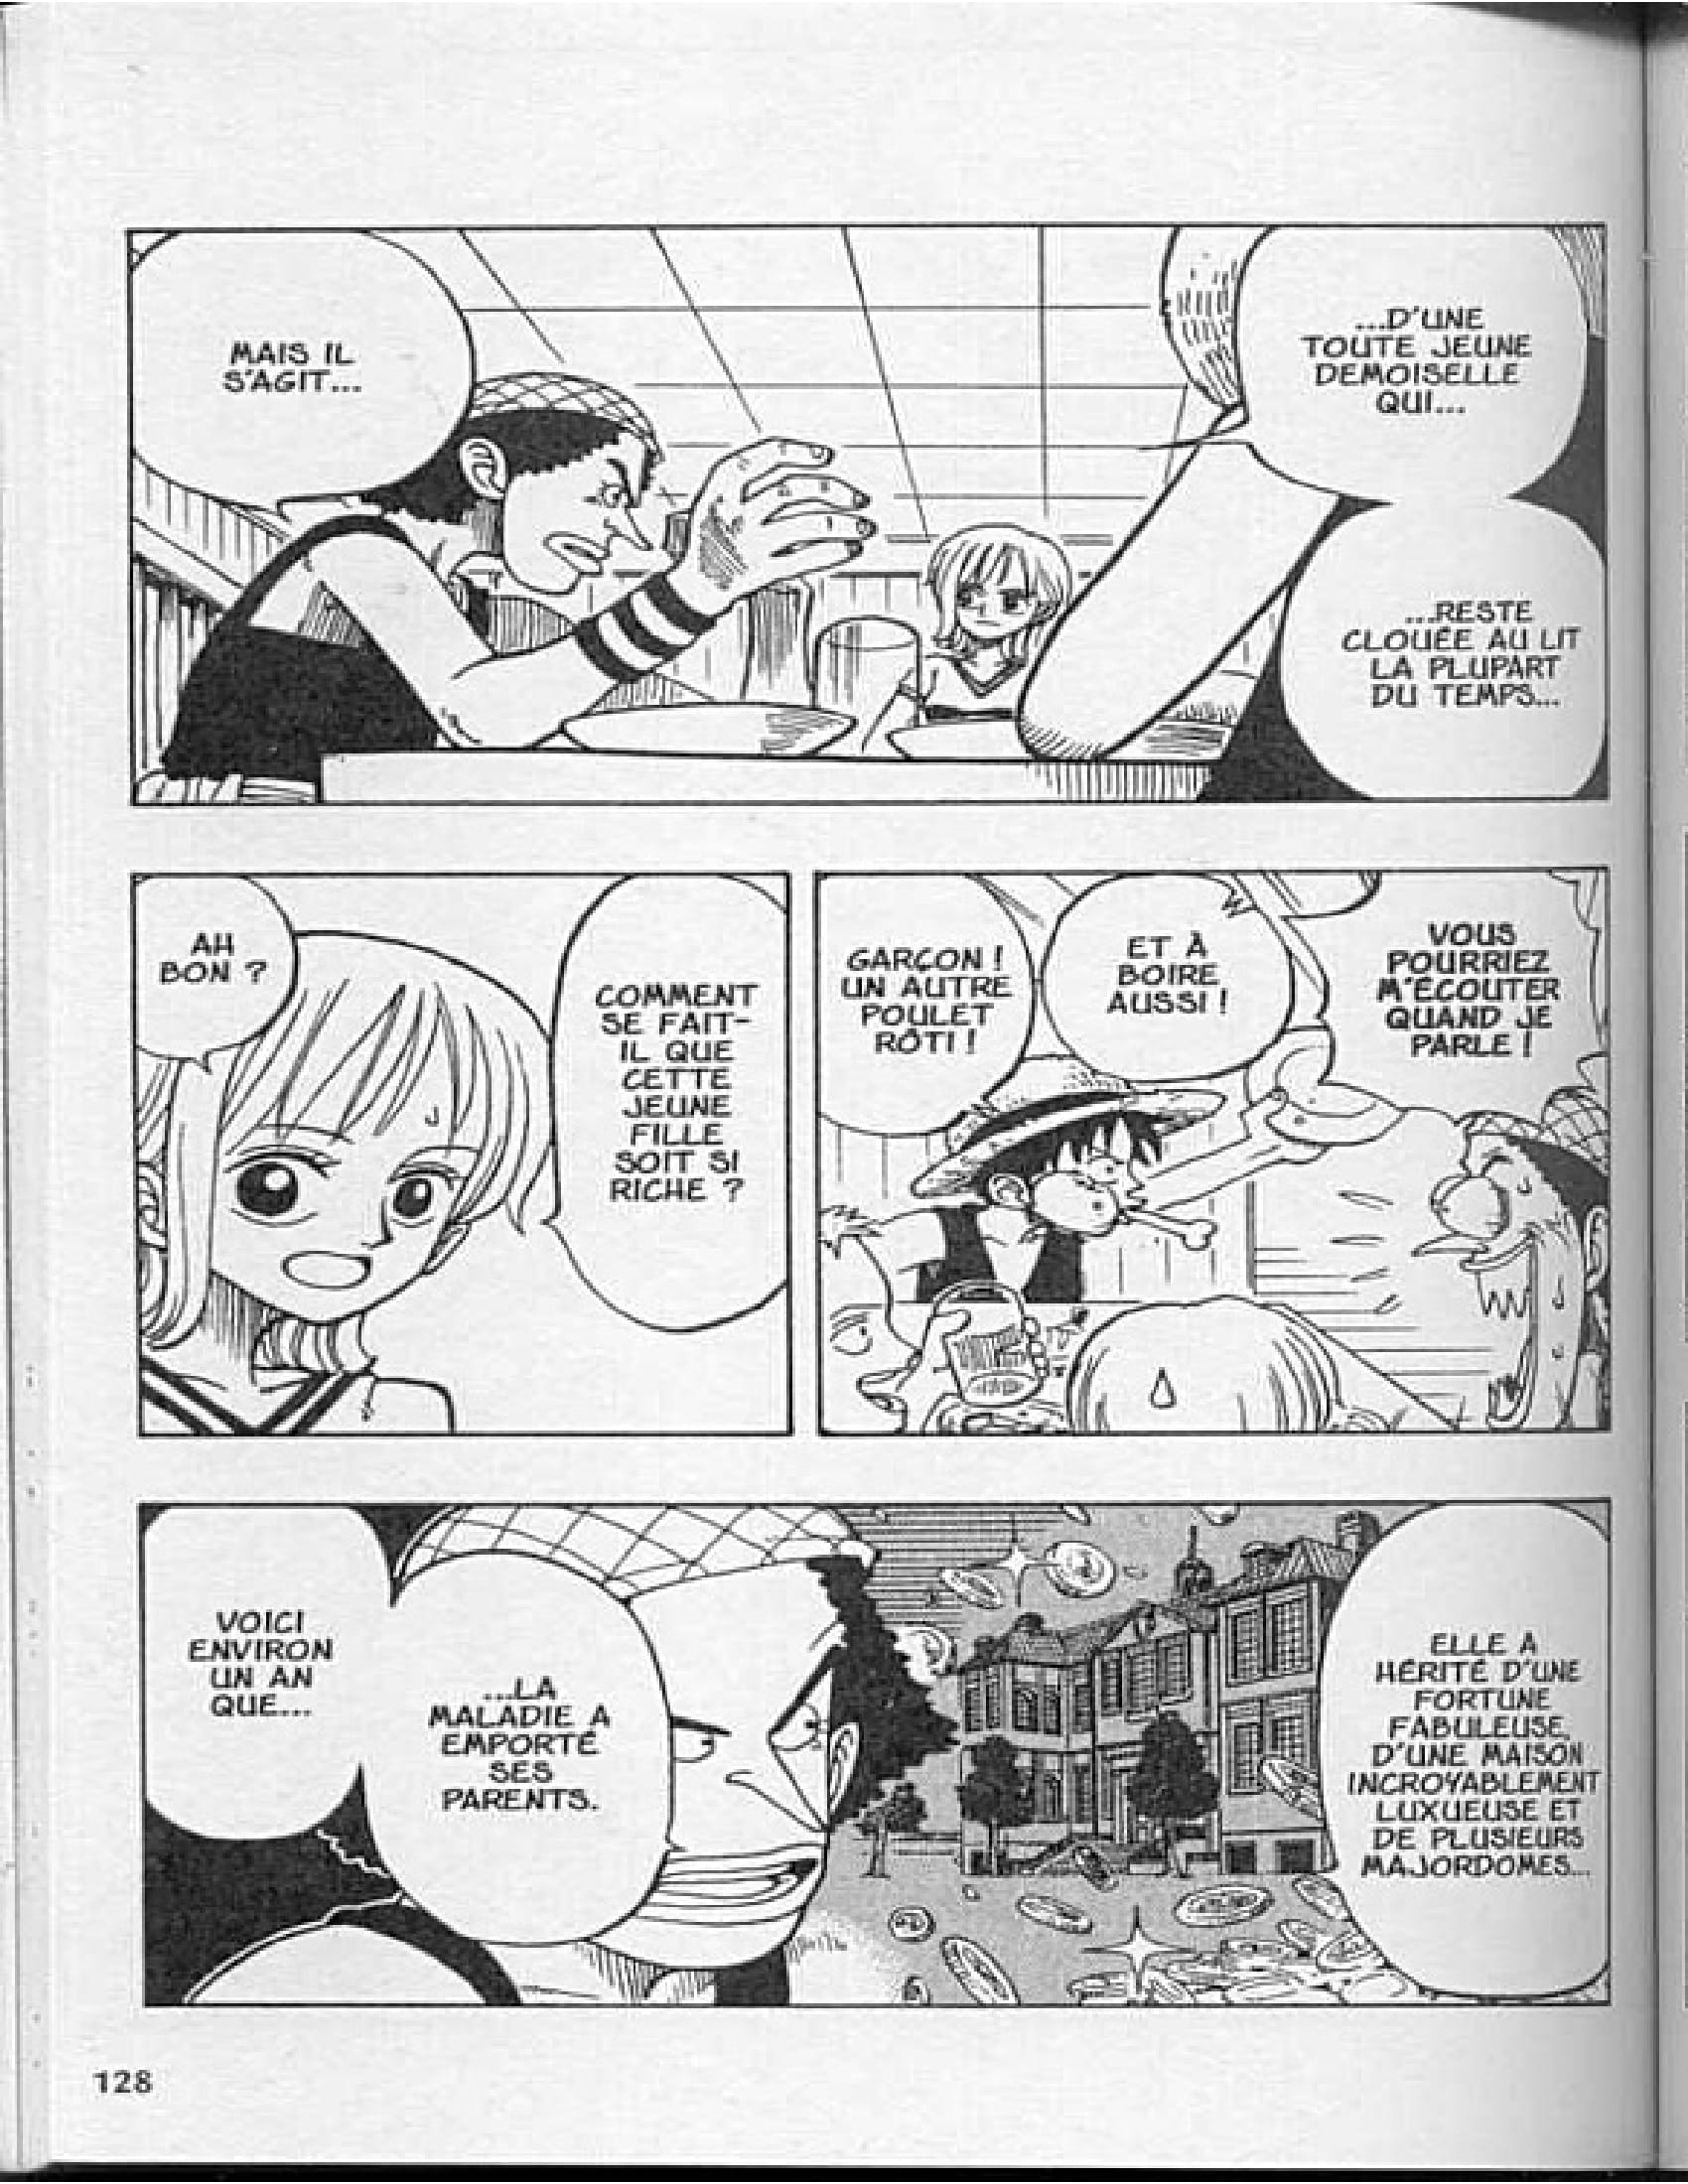 MAIS IL
S'AGIT...
...D'UNE
TOUTE JEUNE
DEMOISELLE
QUI...
...RESTE
CLOUÉE AU LIT
LA PLUPART
DU TEMPS...
AH
BON ?
COMMENT
SE FAIT-
IL QUE
CETTE
JEUNE
FILLE
SOIT SI
RICHE ?
GARÇON !
UN AUTRE
POULET
RÔTI !
ET À
BOIRE
AUSSI !
VOUS
POURRIEZ
M'ÉCOUTER
QUAND JE
PARLE !
VOICI
ENVIRON
UN AN
QUE...
...LA
MALADIE A
EMPORTÉ
SES
PARENTS.
ELLE A
HÉRITÉ D'UNE
FORTUNE
FABULEUSE,
D'UNE MAISON
INCROYABLEMENT
LUXUEUSE ET
DE PLUSIEURS
MAJORDOMES...
128